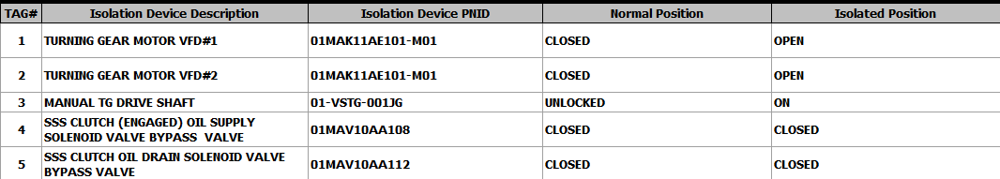 TAG# Isolation Device Description Isolation Device PNID Normal Position Isolated Position
1 TURNING GEAR MOTOR VFD#1 01MAK11AE101-M01 CLOSED OPEN
2 TURNING GEAR MOTOR VFD#2 01MAK11AE101-M01 CLOSED OPEN
3 MANUAL TG DRIVE SHAFT 01-VSTG-001JG UNLOCKED ON
4 SSS CLUTCH (ENGAGED) OIL SUPPLY
SOLENOID VALVE BYPASS VALVE 01MAV10AA108 CLOSED CLOSED
5 SSS CLUTCH OIL DRAIN SOLENOID VALVE
BYPASS VALVE 01MAV10AA112 CLOSED CLOSED